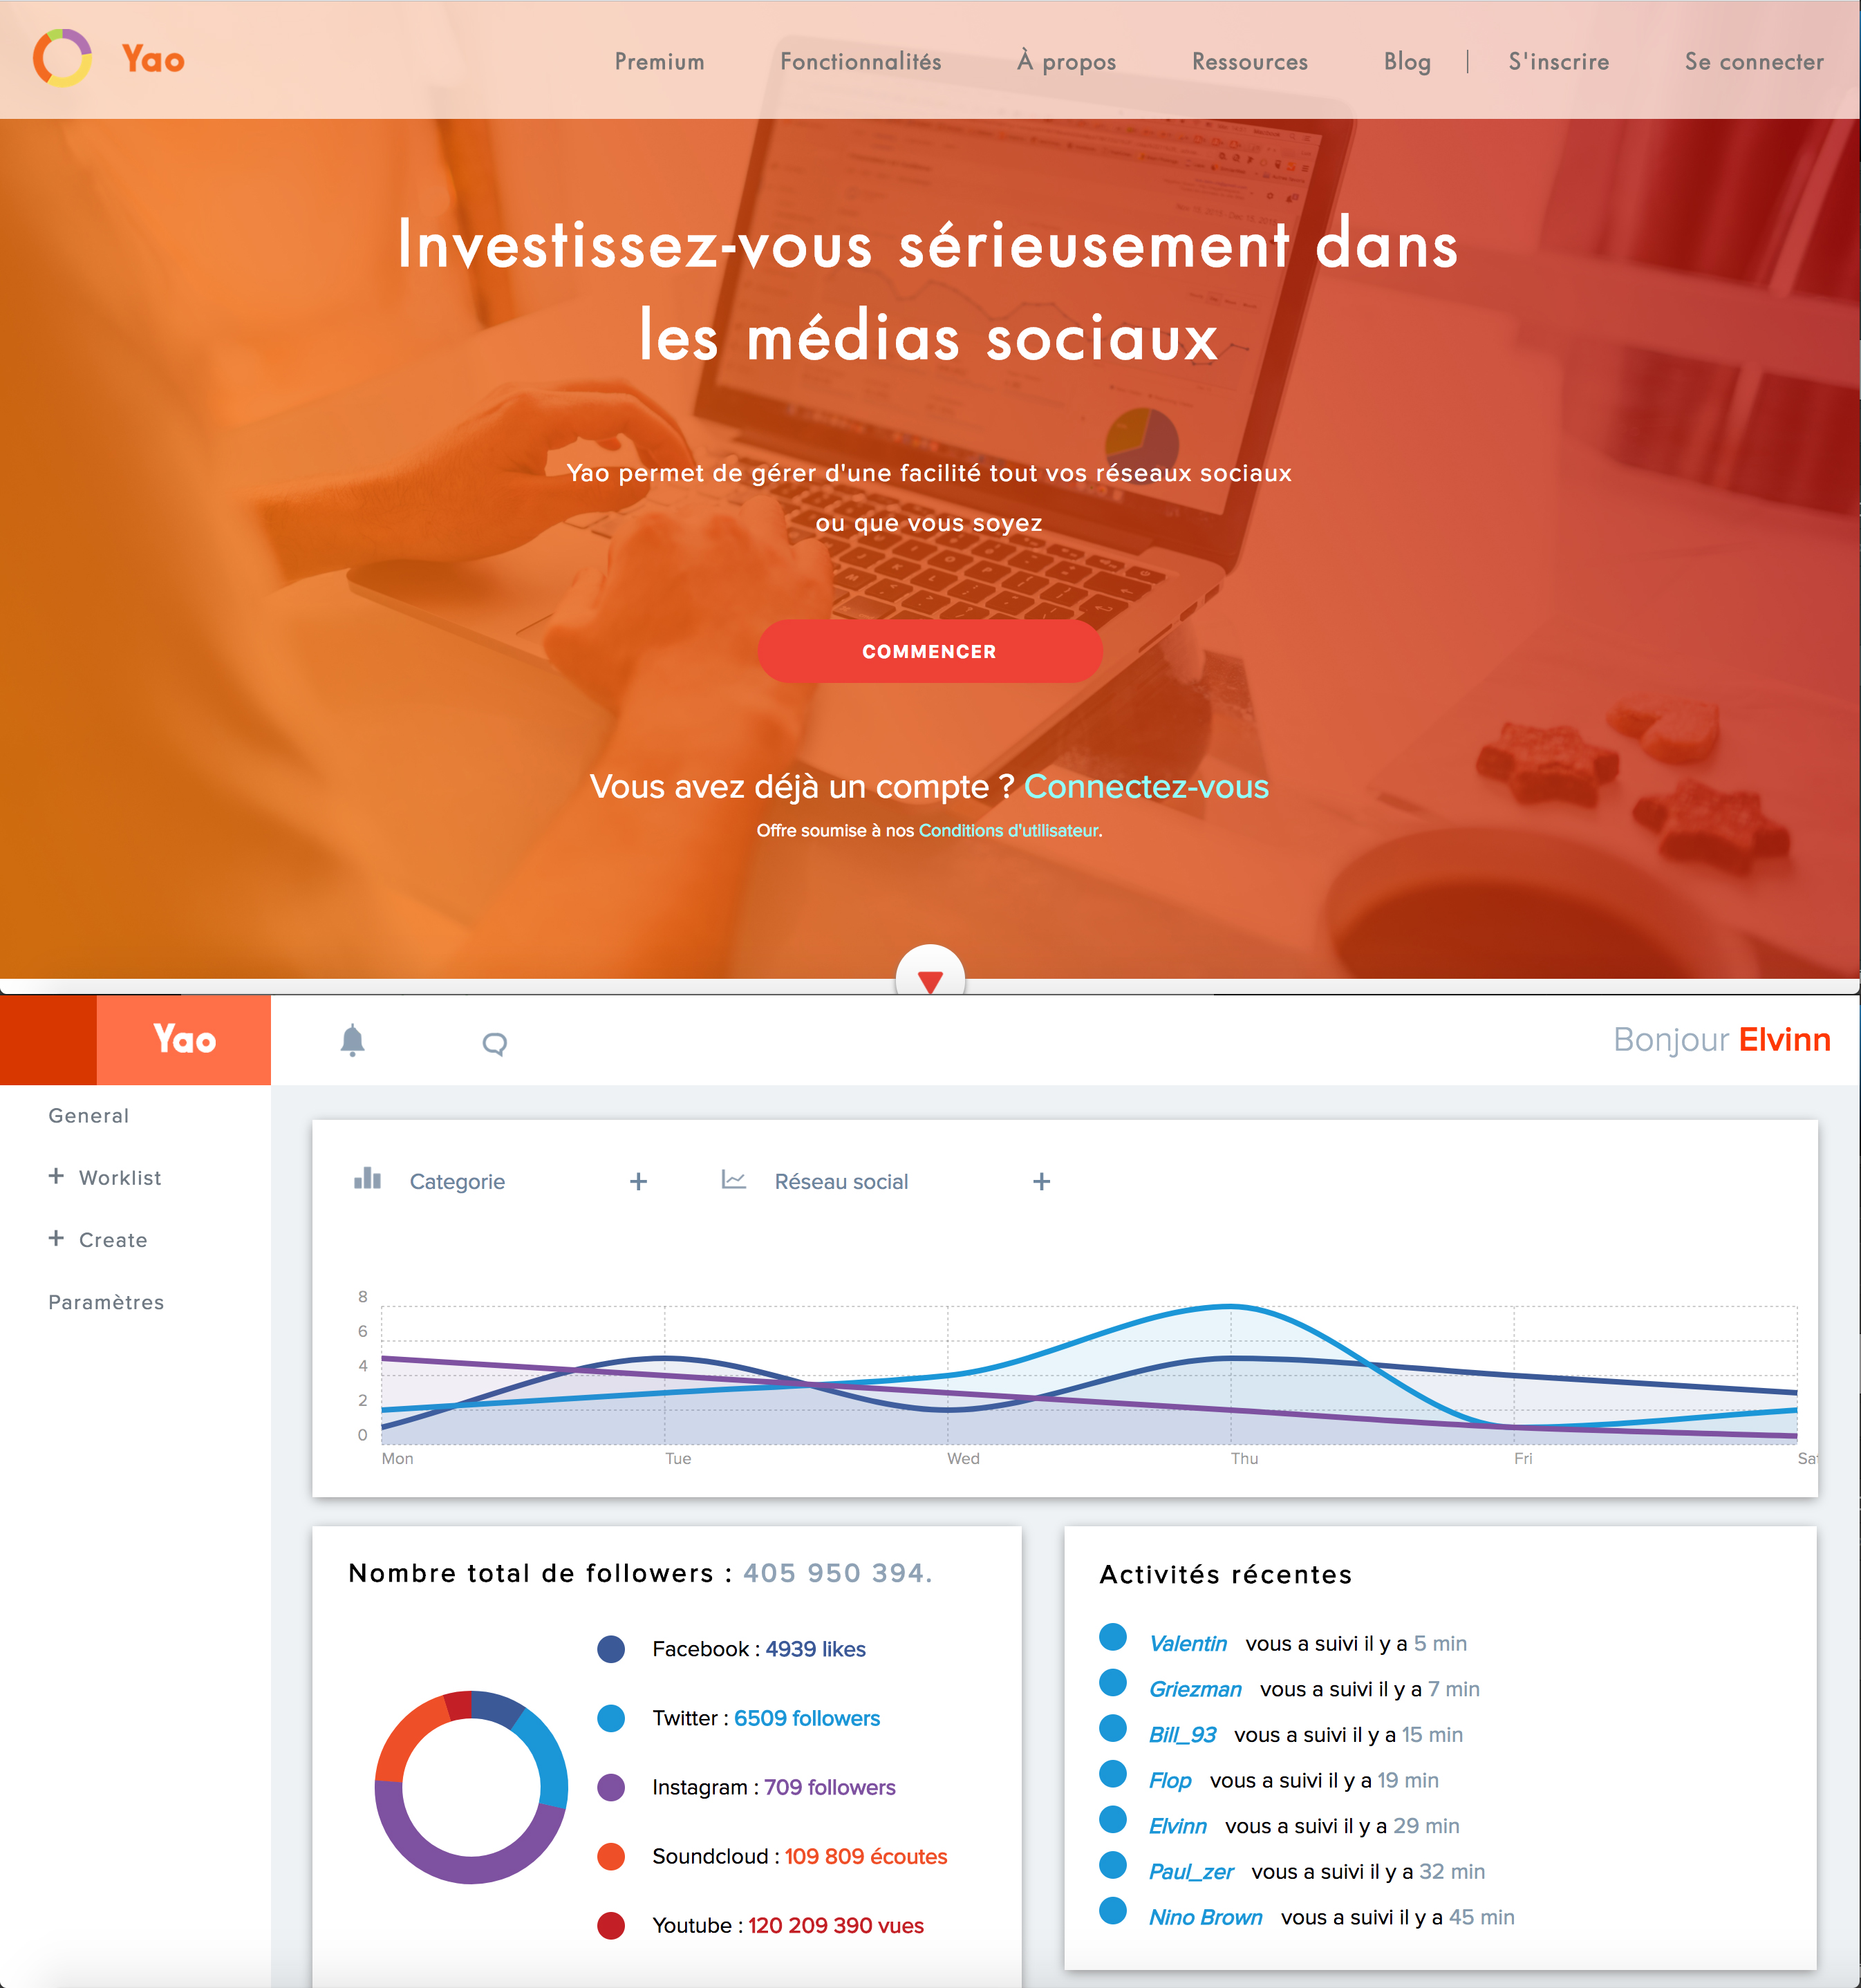 Yao
Premium
Fonctionnalités
À propos
Ressources
Blog
S'inscrire
Se connecter
Investissez-vous sérieusement dans
les médias sociaux
Yao permet de gérer d'une facilité tout vos réseaux sociaux
ou que vous soyez
COMMENCER
Vous avez déjà un compte ? Connectez-vous
Offre soumise à nos Conditions d'utilisateur.
Yao
Bonjour Elvinn
General
+ Worklist
+ Create
Paramètres
Categorie +
Réseau social +
8
6
4
2
0
Mon
Tue
Wed
Thu
Fri
Sat
Nombre total de followers : 405 950 394.
Facebook : 4939 likes
Twitter : 6509 followers
Instagram : 709 followers
Soundcloud : 109 809 écoutes
Youtube : 120 209 390 vues
Activités récentes
Valentin vous a suivi il y a 5 min
Griezman vous a suivi il y a 7 min
Bill_93 vous a suivi il y a 15 min
Flop vous a suivi il y a 19 min
Elvinn vous a suivi il y a 29 min
Paul_zer vous a suivi il y a 32 min
Nino Brown vous a suivi il y a 45 min